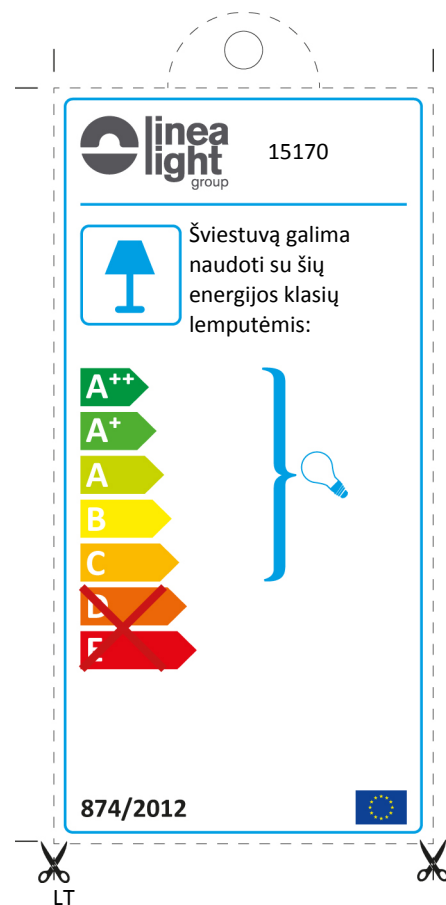 linea
light
group
15170
Šviestuvą galima
naudoti su šių
energijos klasių
lemputėmis:
A++
A+
A
B
C
D
E
874/2012
LT